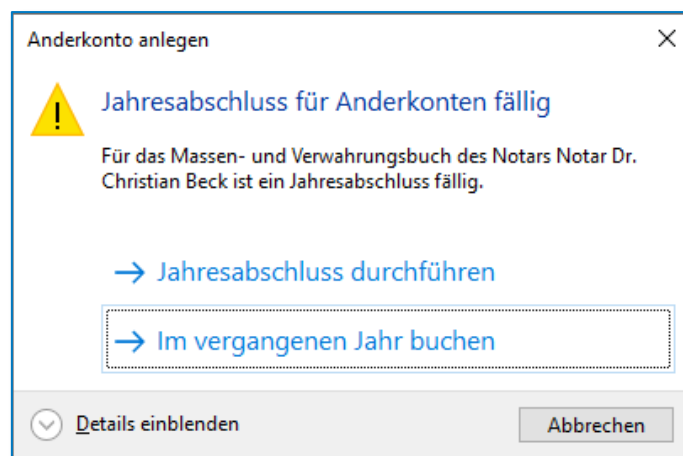 Anderkonto anlegen
Jahresabschluss für Anderkonten fällig
Für das Massen- und Verwahrungsbuch des Notars Notar Dr.
Christian Beck ist ein Jahresabschluss fällig.
Jahresabschluss durchführen
Im vergangenen Jahr buchen
Details einblenden
Abbrechen